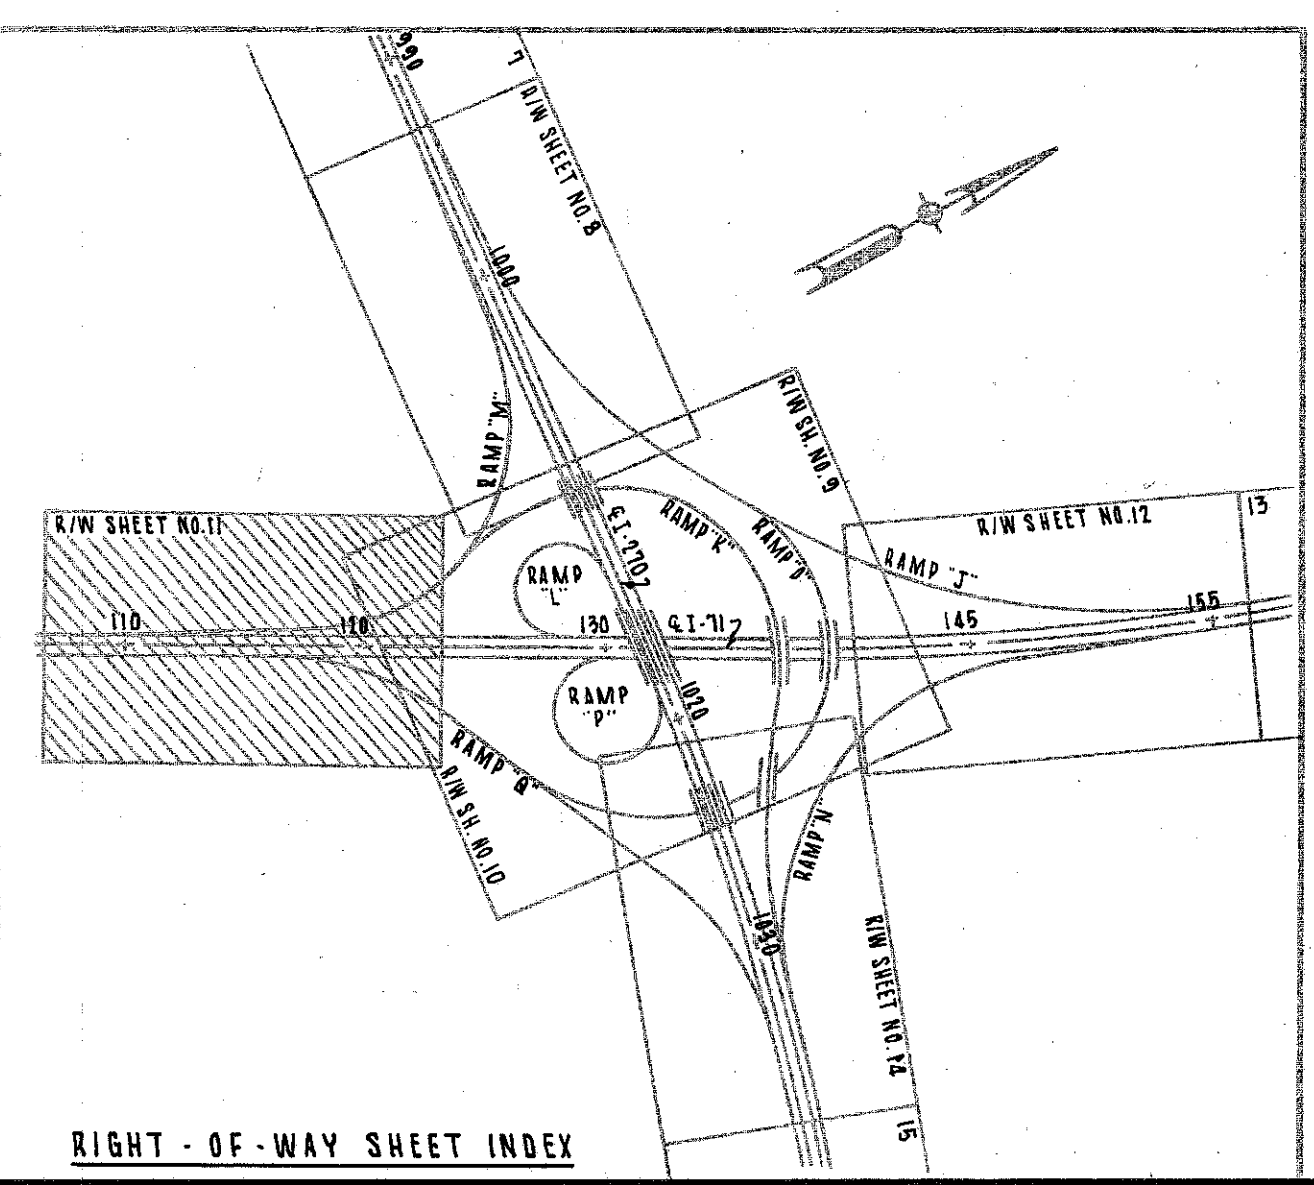 990
7
R/W SHEET NO. 8
1000
RAMP "M"
R/W SH. NO. 9
R/W SHEET NO. 11
R/W SHEET NO. 12
13
℄ I-270
RAMP "K"
RAMP "O"
RAMP "J"
RAMP
"L"
110
120
130
℄ I-71
145
155
RAMP
"P"
1020
RAMP "Q"
R/W SH. NO. 10
RAMP "N"
1030
R/W SHEET NO. 14
15
RIGHT - OF - WAY SHEET INDEX